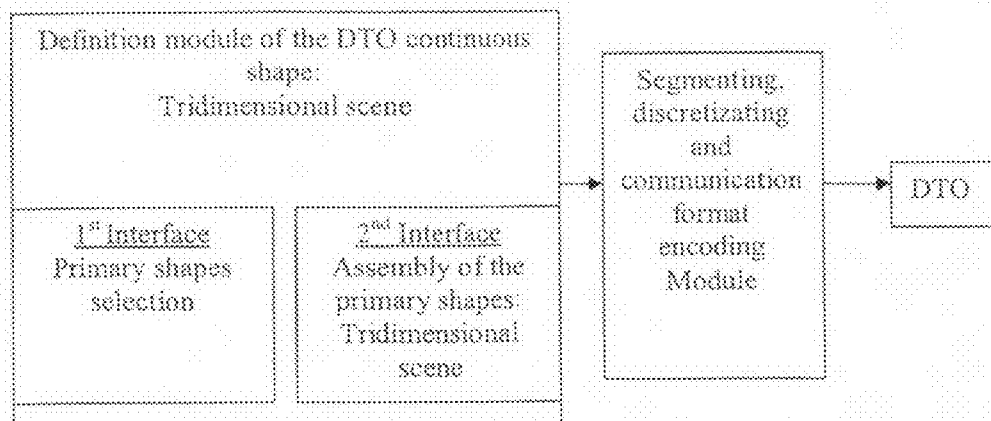 Definition module of the DTO continuous
shape:
Tridimensional scene
1st Interface
Primary shapes
selection
2nd Interface
Assembly of the
primary shapes:
Tridimensional
scene
Segmenting,
discretizating
and
communication
format
encoding
Module
DTO